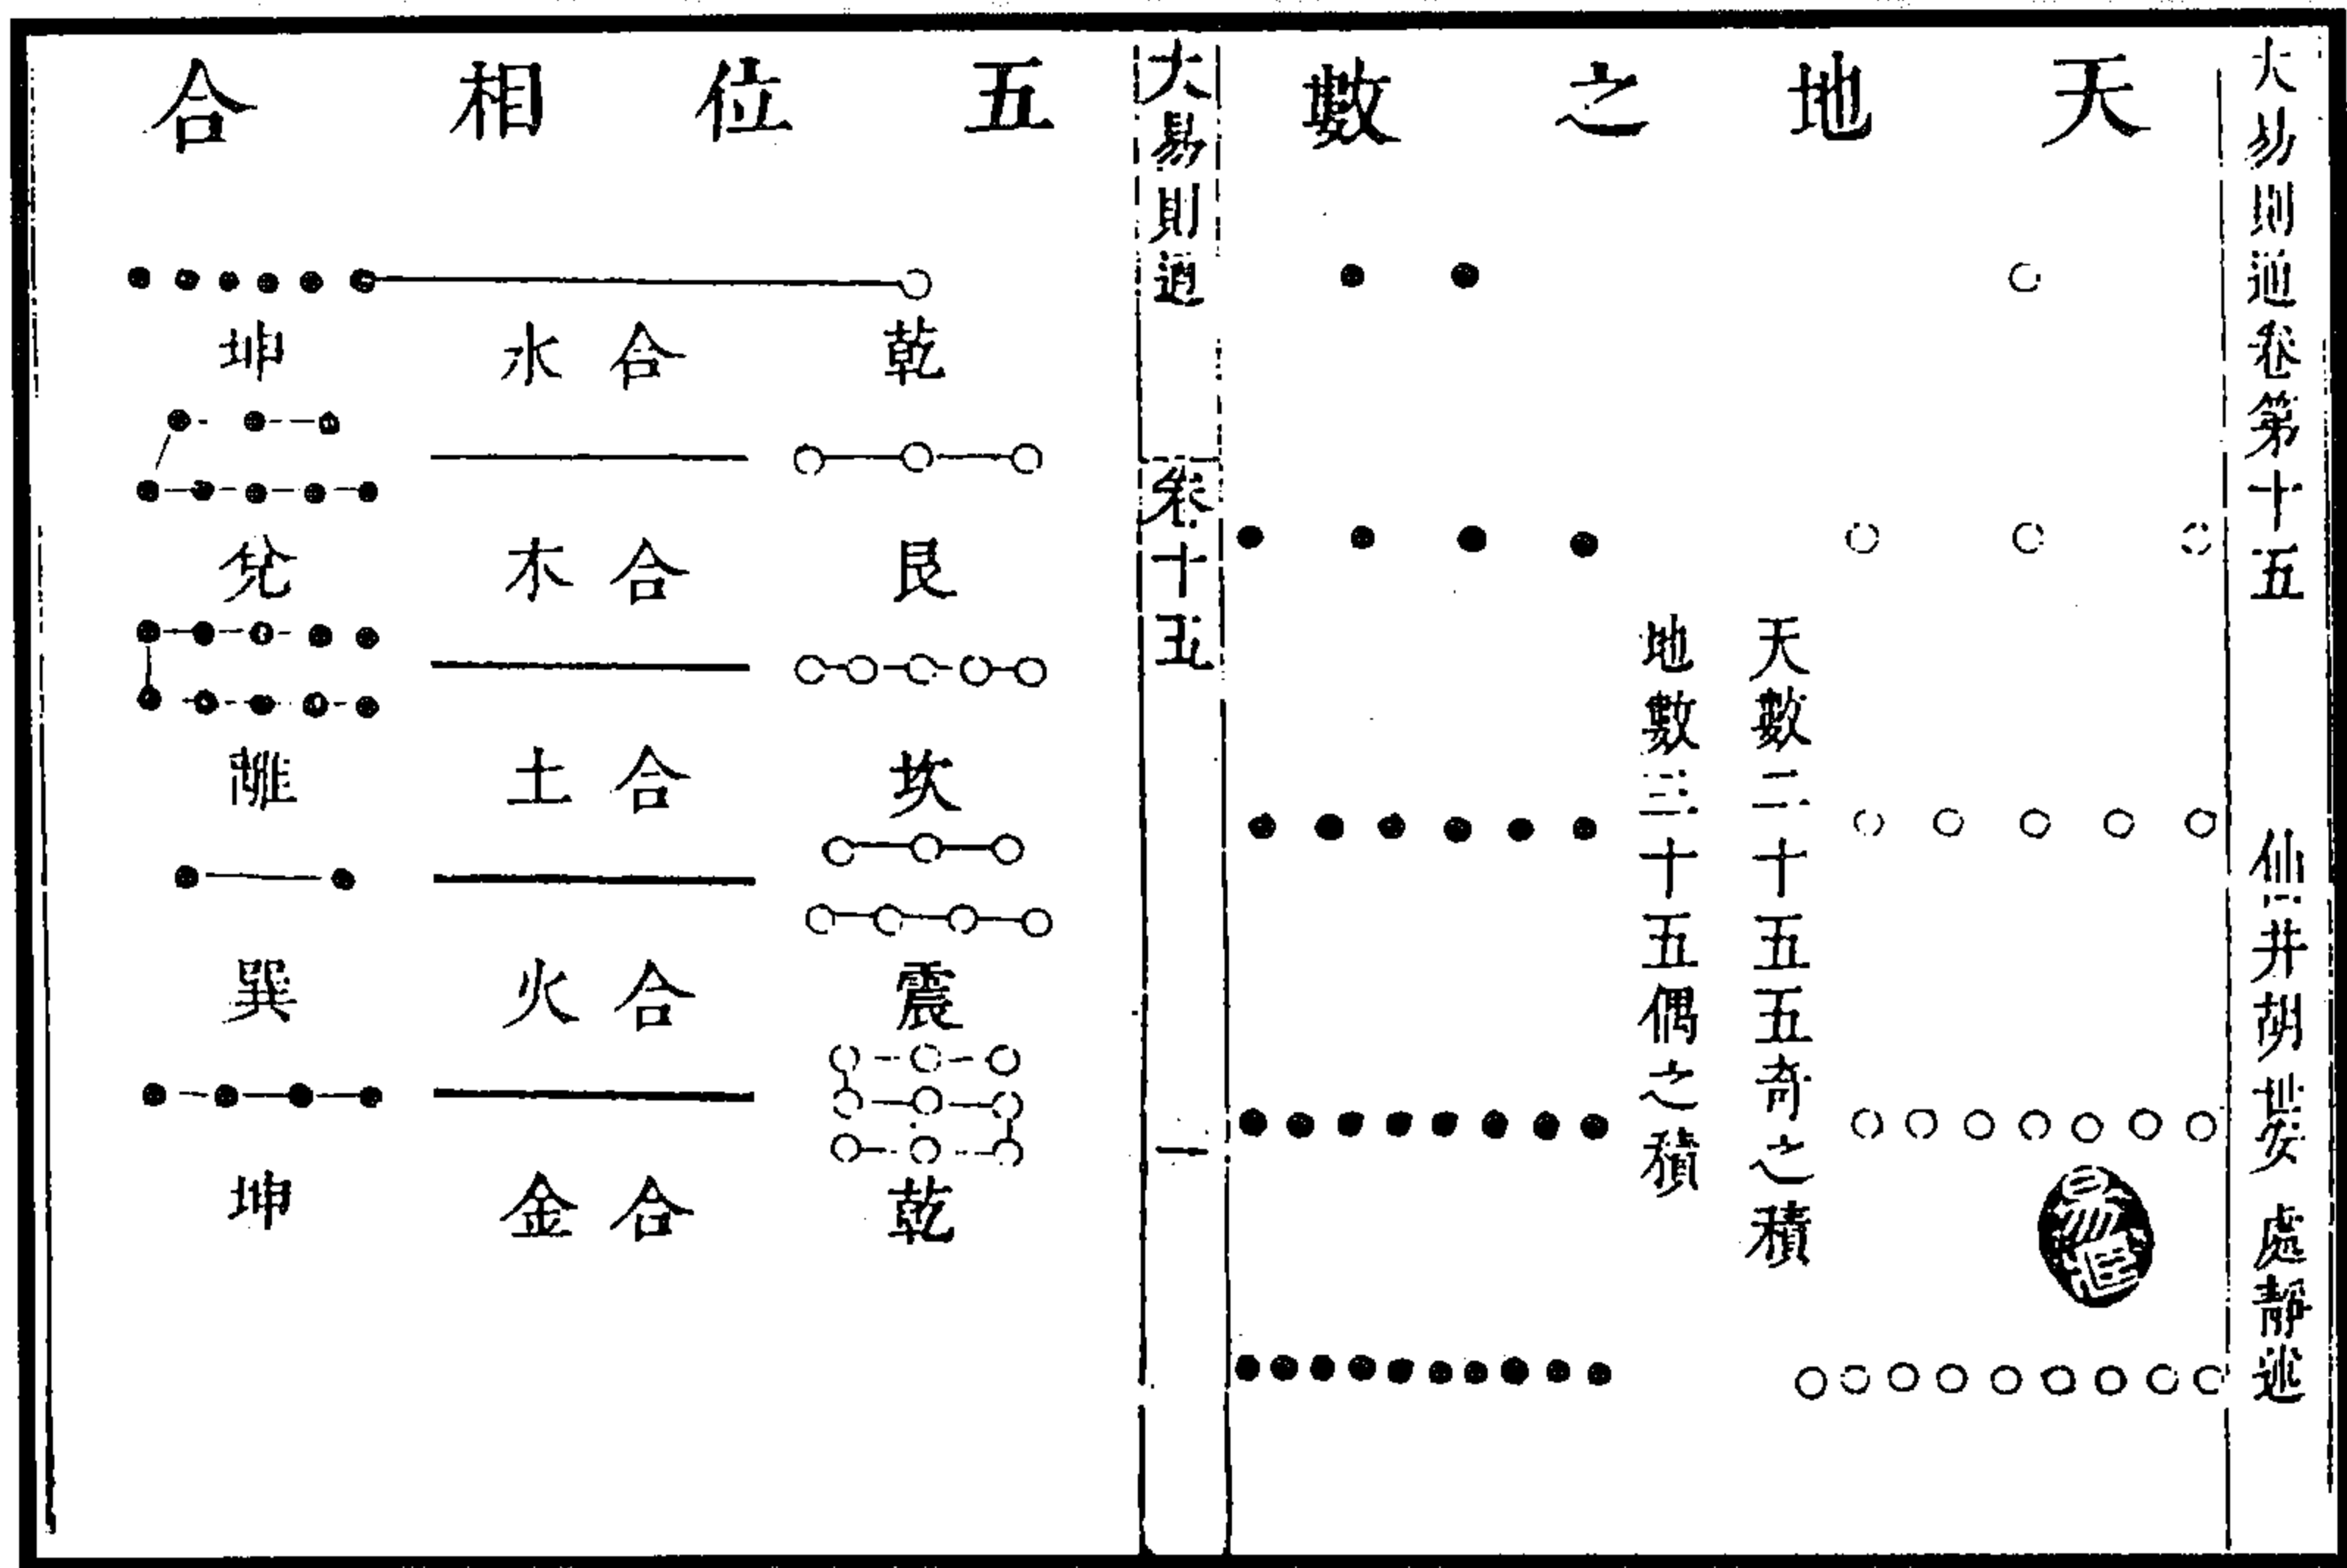 大易則通卷第十五 仙井胡世安處靜述
天地之數
天數二十五五奇之積
地數三十五偶之積
大易則通 卷十五 一
五位相合
乾 合水 坤
艮 合木 兌
坎 合土 離
震 合火 巽
乾 合金 坤